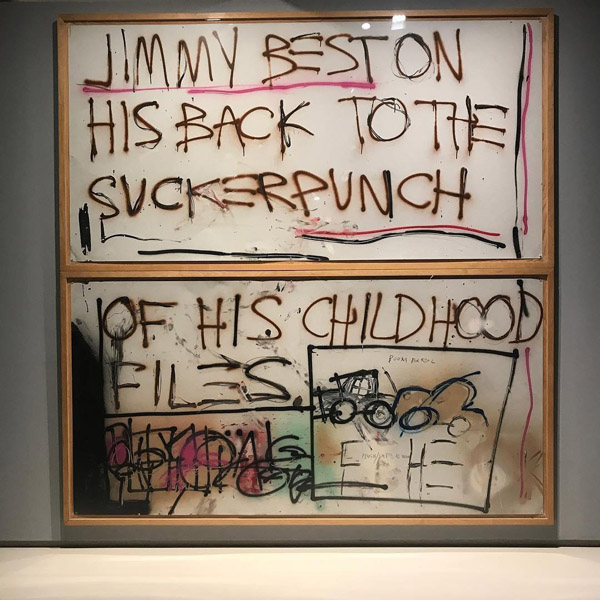 JIMMY BEST ON
HIS BACK TO THE
SUCKERPUNCH
OF HIS CHILDHOOD
FILES